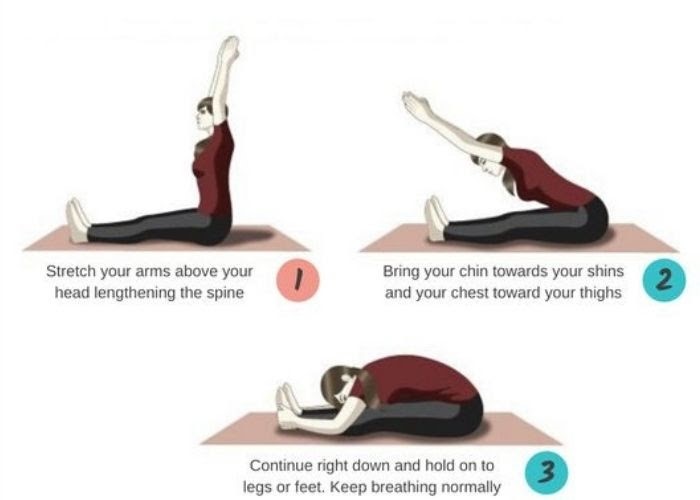 Stretch your arms above your
head lengthening the spine
1
Bring your chin towards your shins
and your chest toward your thighs
2
Continue right down and hold on to
legs or feet. Keep breathing normally
3